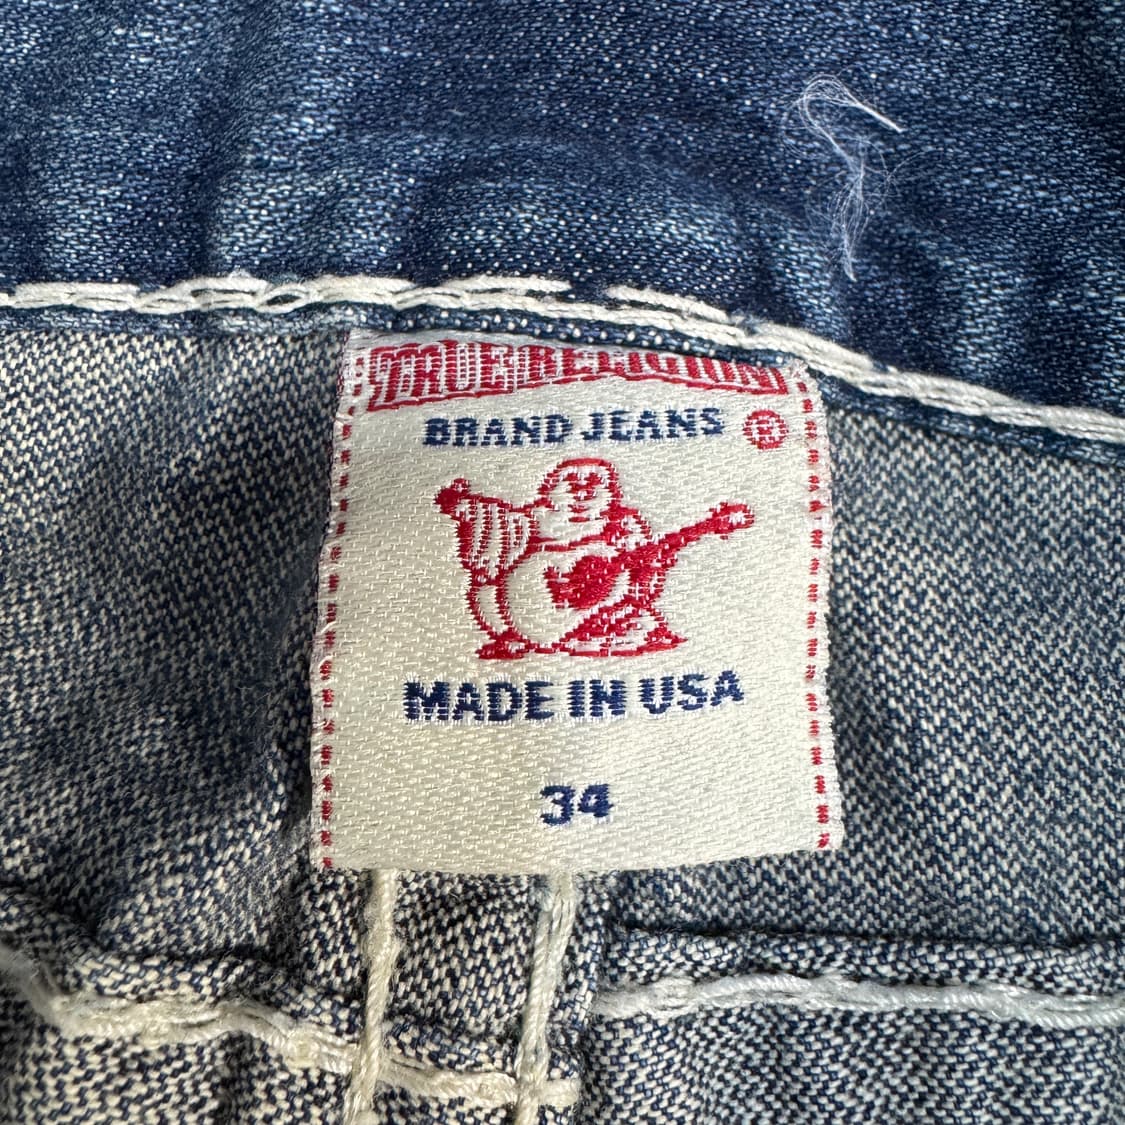 TRUE RELIGION
BRAND JEANS ®
MADE IN USA
34